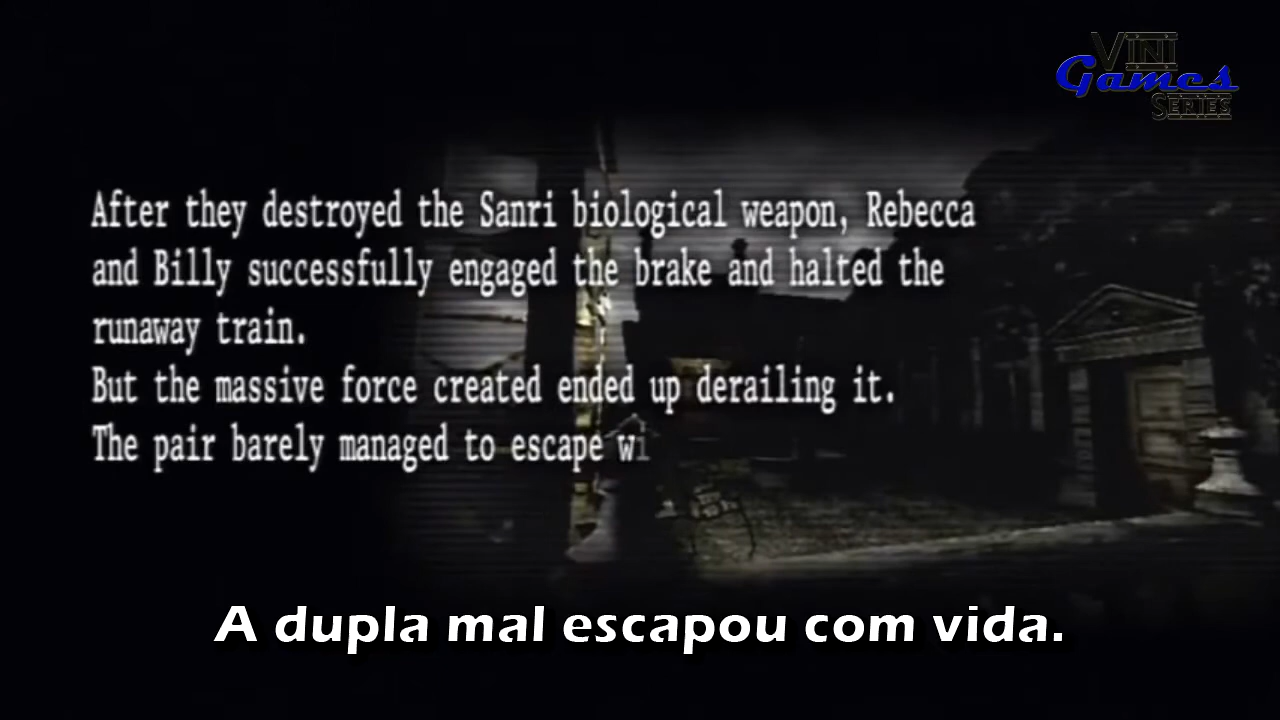 VINI
Games
SERIES
After they destroyed the Sanri biological weapon, Rebecca
and Billy successfully engaged the brake and halted the
runaway train.
But the massive force created ended up derailing it.
The pair barely managed to escape wi
A dupla mal escapou com vida.